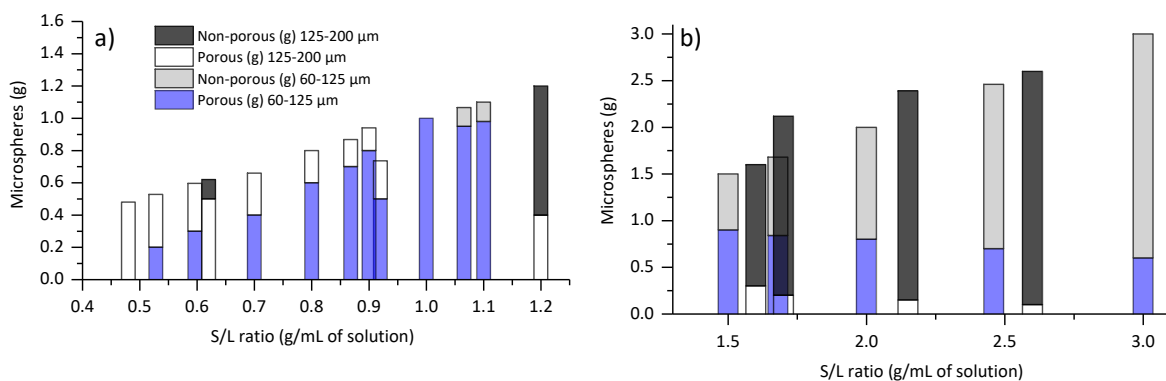 a)
Non-porous (g) 125-200 µm
Porous (g) 125-200 µm
Non-porous (g) 60-125 µm
Porous (g) 60-125 µm
Microspheres (g)
1.6
1.4
1.2
1.0
0.8
0.6
0.4
0.2
0.0
0.4 0.5 0.6 0.7 0.8 0.9 1.0 1.1 1.2
S/L ratio (g/mL of solution)
b)
Microspheres (g)
3.0
2.5
2.0
1.5
1.0
0.5
0.0
1.5 2.0 2.5 3.0
S/L ratio (g/mL of solution)